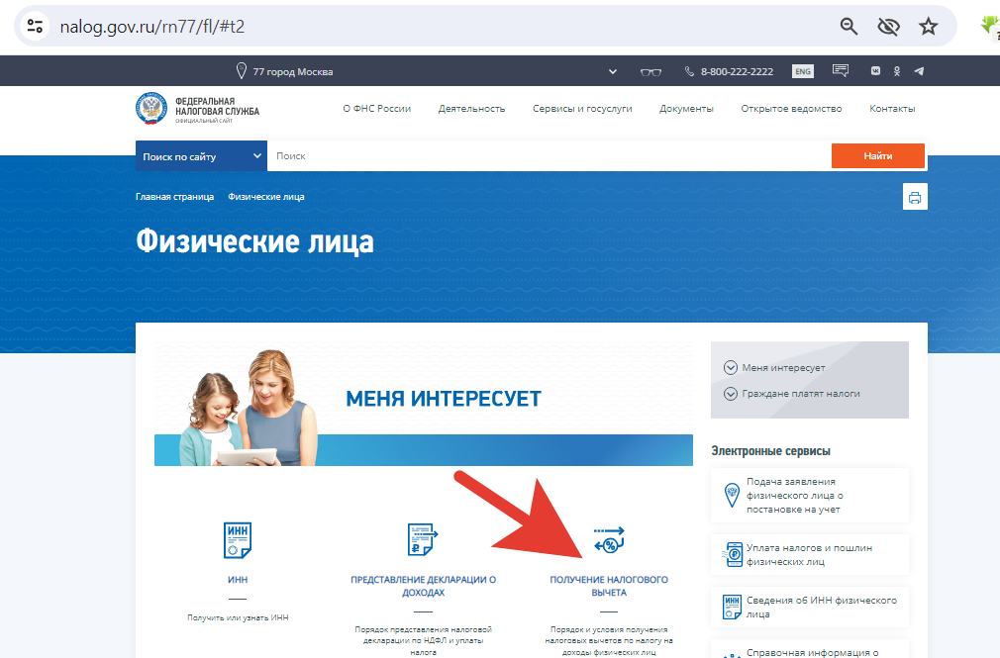 nalog.gov.ru/rn77/fl/#t2
77 город Москва
8-800-222-2222
ENG
ФЕДЕРАЛЬНАЯ
НАЛОГОВАЯ СЛУЖБА
ОФИЦИАЛЬНЫЙ САЙТ
О ФНС России
Деятельность
Сервисы и госуслуги
Документы
Открытое ведомство
Контакты
Поиск по сайту
Поиск
Найти
Главная страница
Физические лица
Физические лица
МЕНЯ ИНТЕРЕСУЕТ
Меня интересует
Граждане платят налоги
Электронные сервисы
Подача заявления
физического лица о
постановке на учет
Уплата налогов и пошлин
физических лиц
ИНН
Сведения об ИНН физического
лица
Справочная информация о
ИНН
ИНН
Получить или узнать ИНН
ПРЕДСТАВЛЕНИЕ ДЕКЛАРАЦИИ О
ДОХОДАХ
Порядок представления налоговой
декларации по НДФЛ и уплаты
налога
ПОЛУЧЕНИЕ НАЛОГОВОГО
ВЫЧЕТА
Порядок и условия получения
налоговых вычетов по налогу на
доходы физических лиц